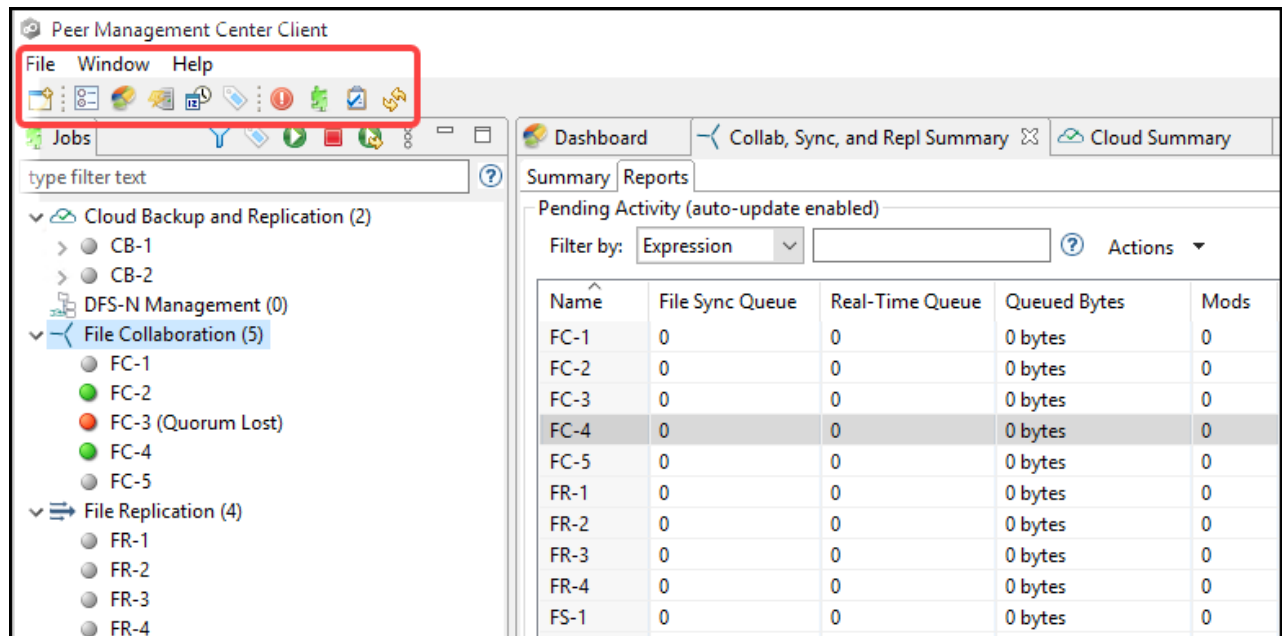 Peer Management Center Client
File Window Help
Jobs
type filter text
Cloud Backup and Replication (2)
CB-1
CB-2
DFS-N Management (0)
File Collaboration (5)
FC-1
FC-2
FC-3 (Quorum Lost)
FC-4
FC-5
File Replication (4)
FR-1
FR-2
FR-3
FR-4
Dashboard Collab, Sync, and Repl Summary Cloud Summary
Summary Reports
Pending Activity (auto-update enabled)
Filter by: Expression Actions
Name File Sync Queue Real-Time Queue Queued Bytes Mods
FC-1 0 0 0 bytes 0
FC-2 0 0 0 bytes 0
FC-3 0 0 0 bytes 0
FC-4 0 0 0 bytes 0
FC-5 0 0 0 bytes 0
FR-1 0 0 0 bytes 0
FR-2 0 0 0 bytes 0
FR-3 0 0 0 bytes 0
FR-4 0 0 0 bytes 0
FS-1 0 0 0 bytes 0